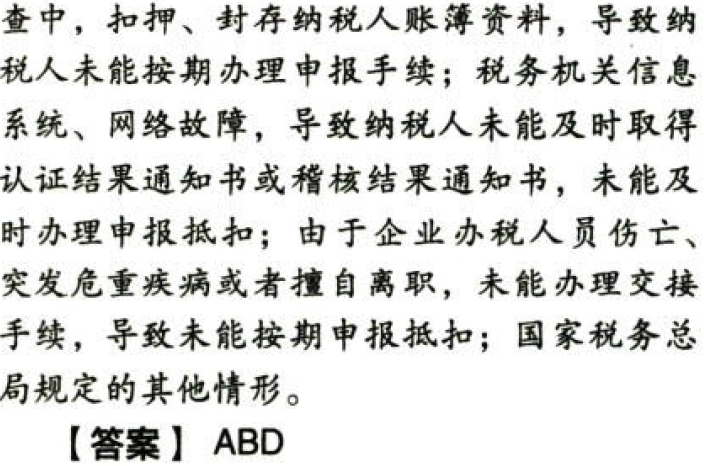 查中，扣押、封存纳税人账簿资料，导致纳
税人未能按期办理申报手续；税务机关信息
系统、网络故障，导致纳税人未能及时取得
认证结果通知书或稽核结果通知书，未能及
时办理申报抵扣；由于企业办税人员伤亡、
突发危重疾病或者擅自离职，未能办理交接
手续，导致未能按期申报抵扣；国家税务总
局规定的其他情形。
【答案】 ABD